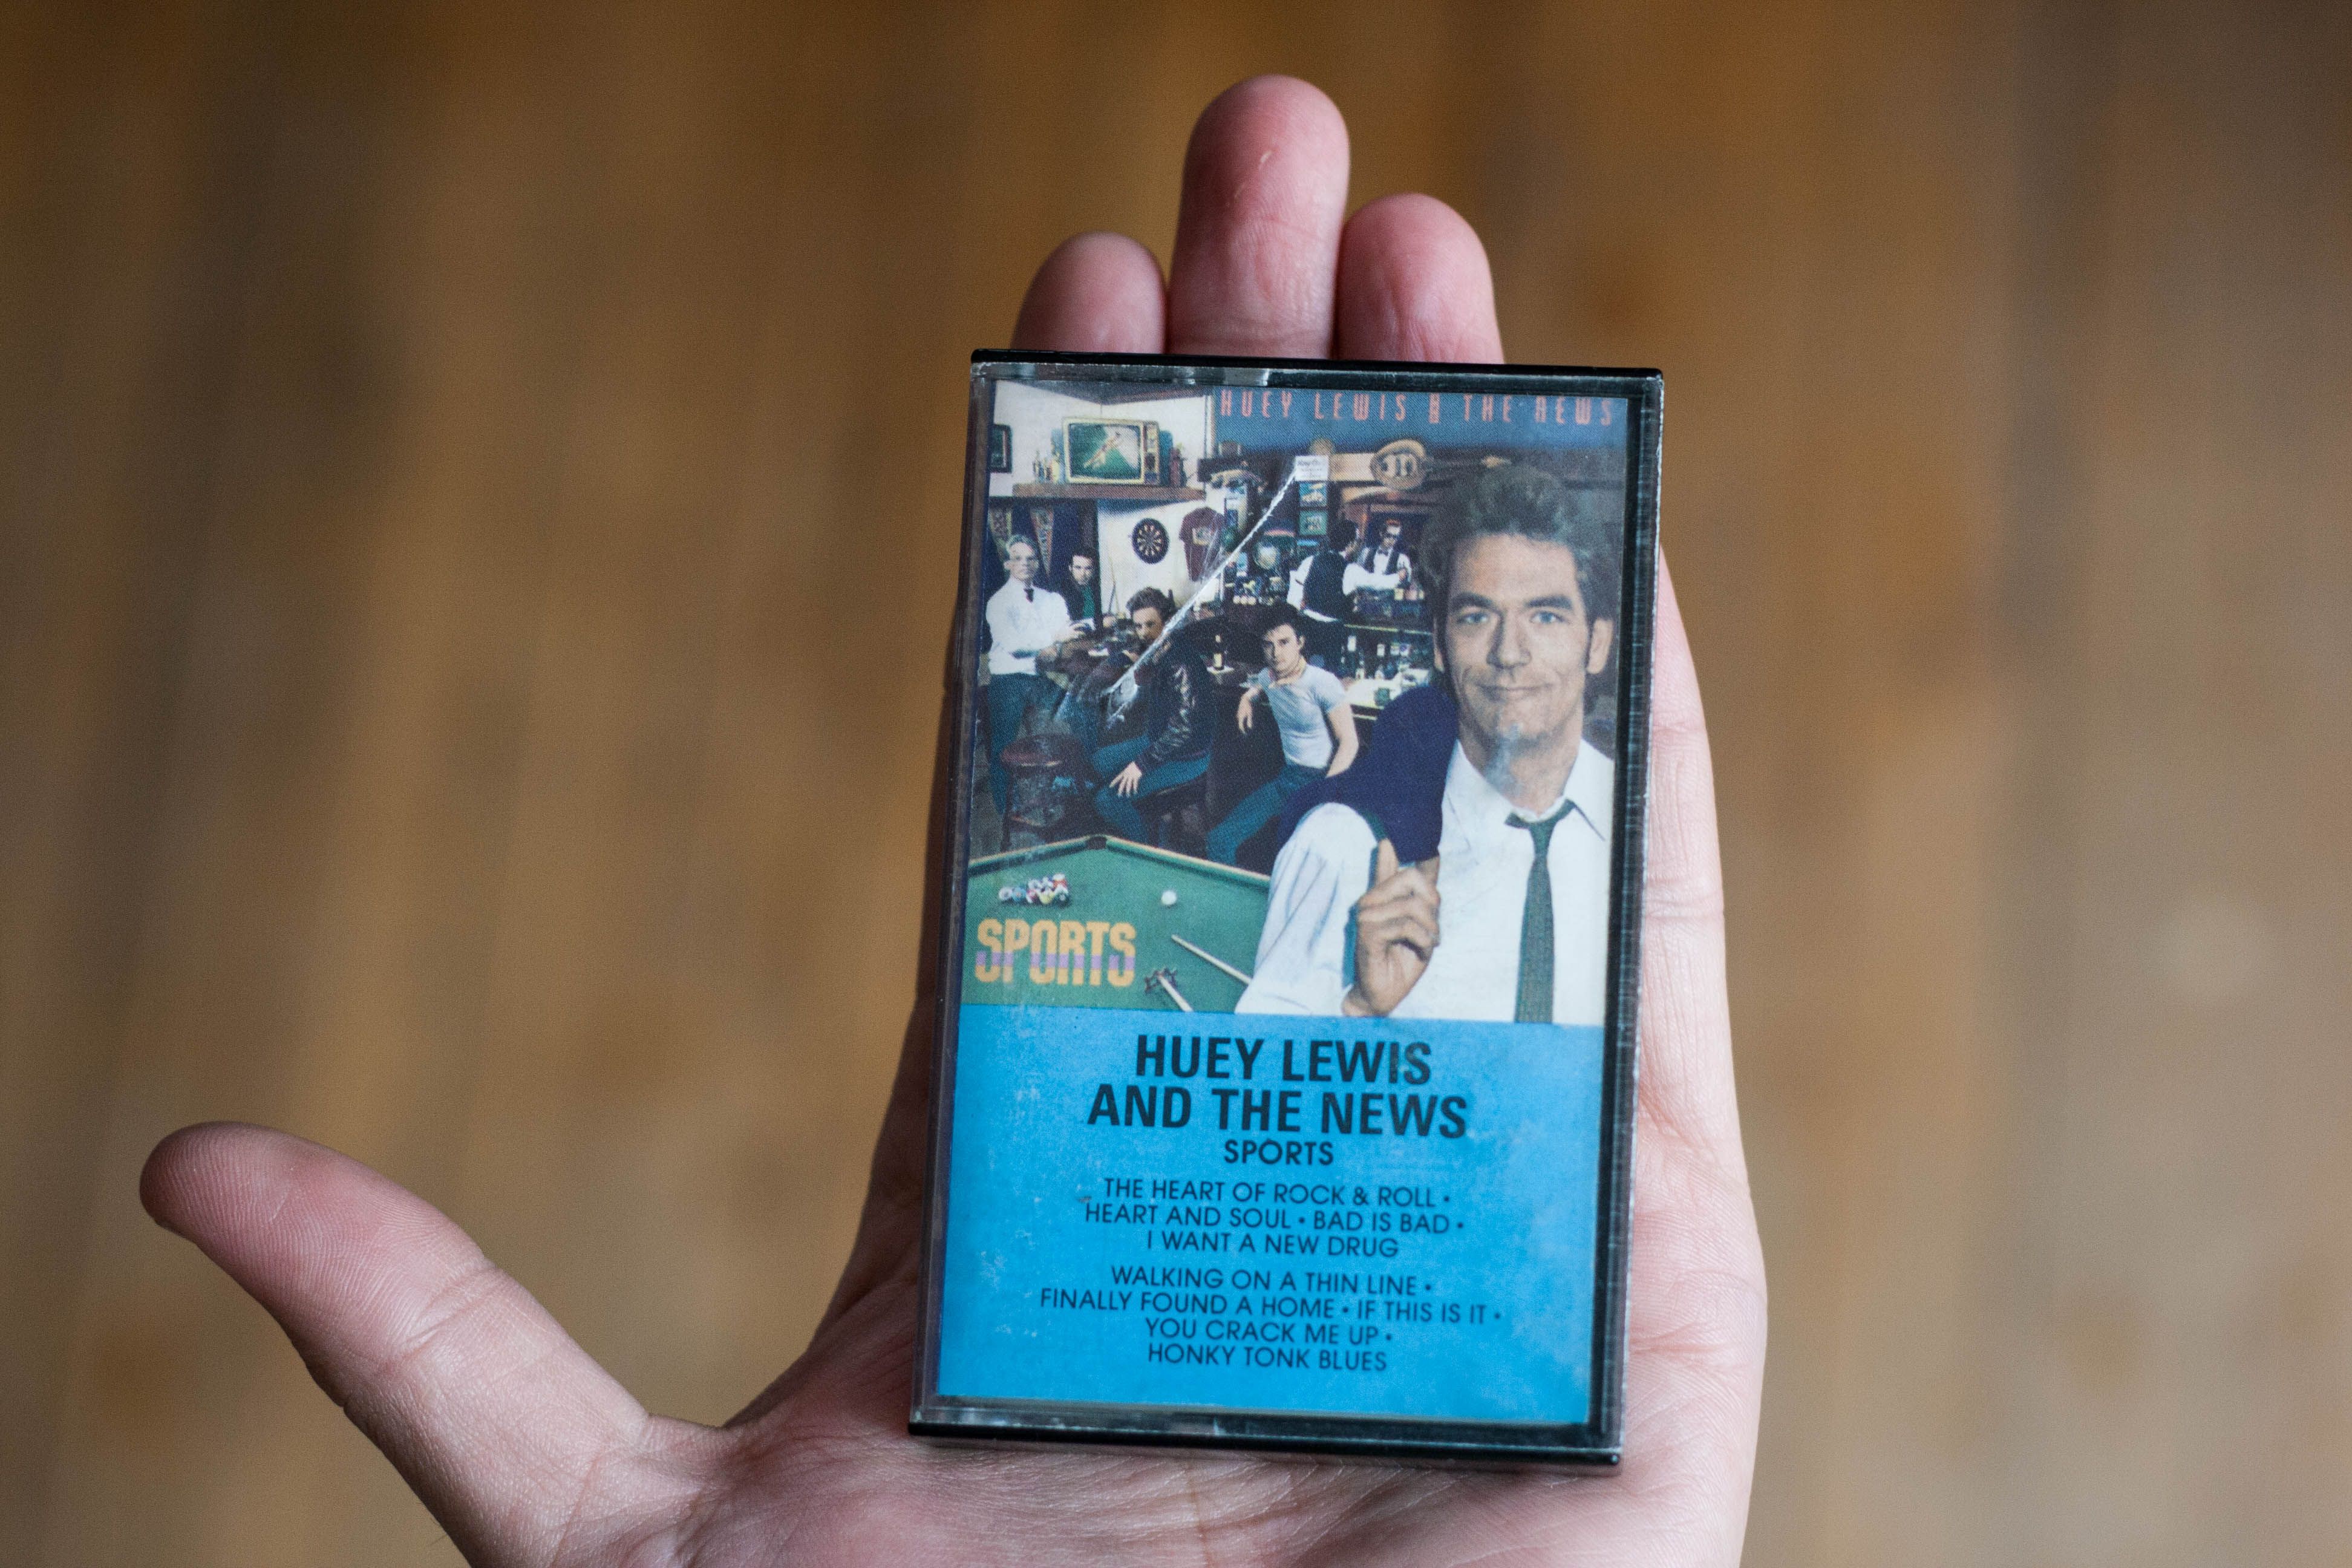 HUEY LEWIS & THE NEWS
SPORTS
HUEY LEWIS
AND THE NEWS
SPORTS
THE HEART OF ROCK & ROLL •
HEART AND SOUL • BAD IS BAD •
I WANT A NEW DRUG
WALKING ON A THIN LINE •
FINALLY FOUND A HOME • IF THIS IS IT •
YOU CRACK ME UP •
HONKY TONK BLUES